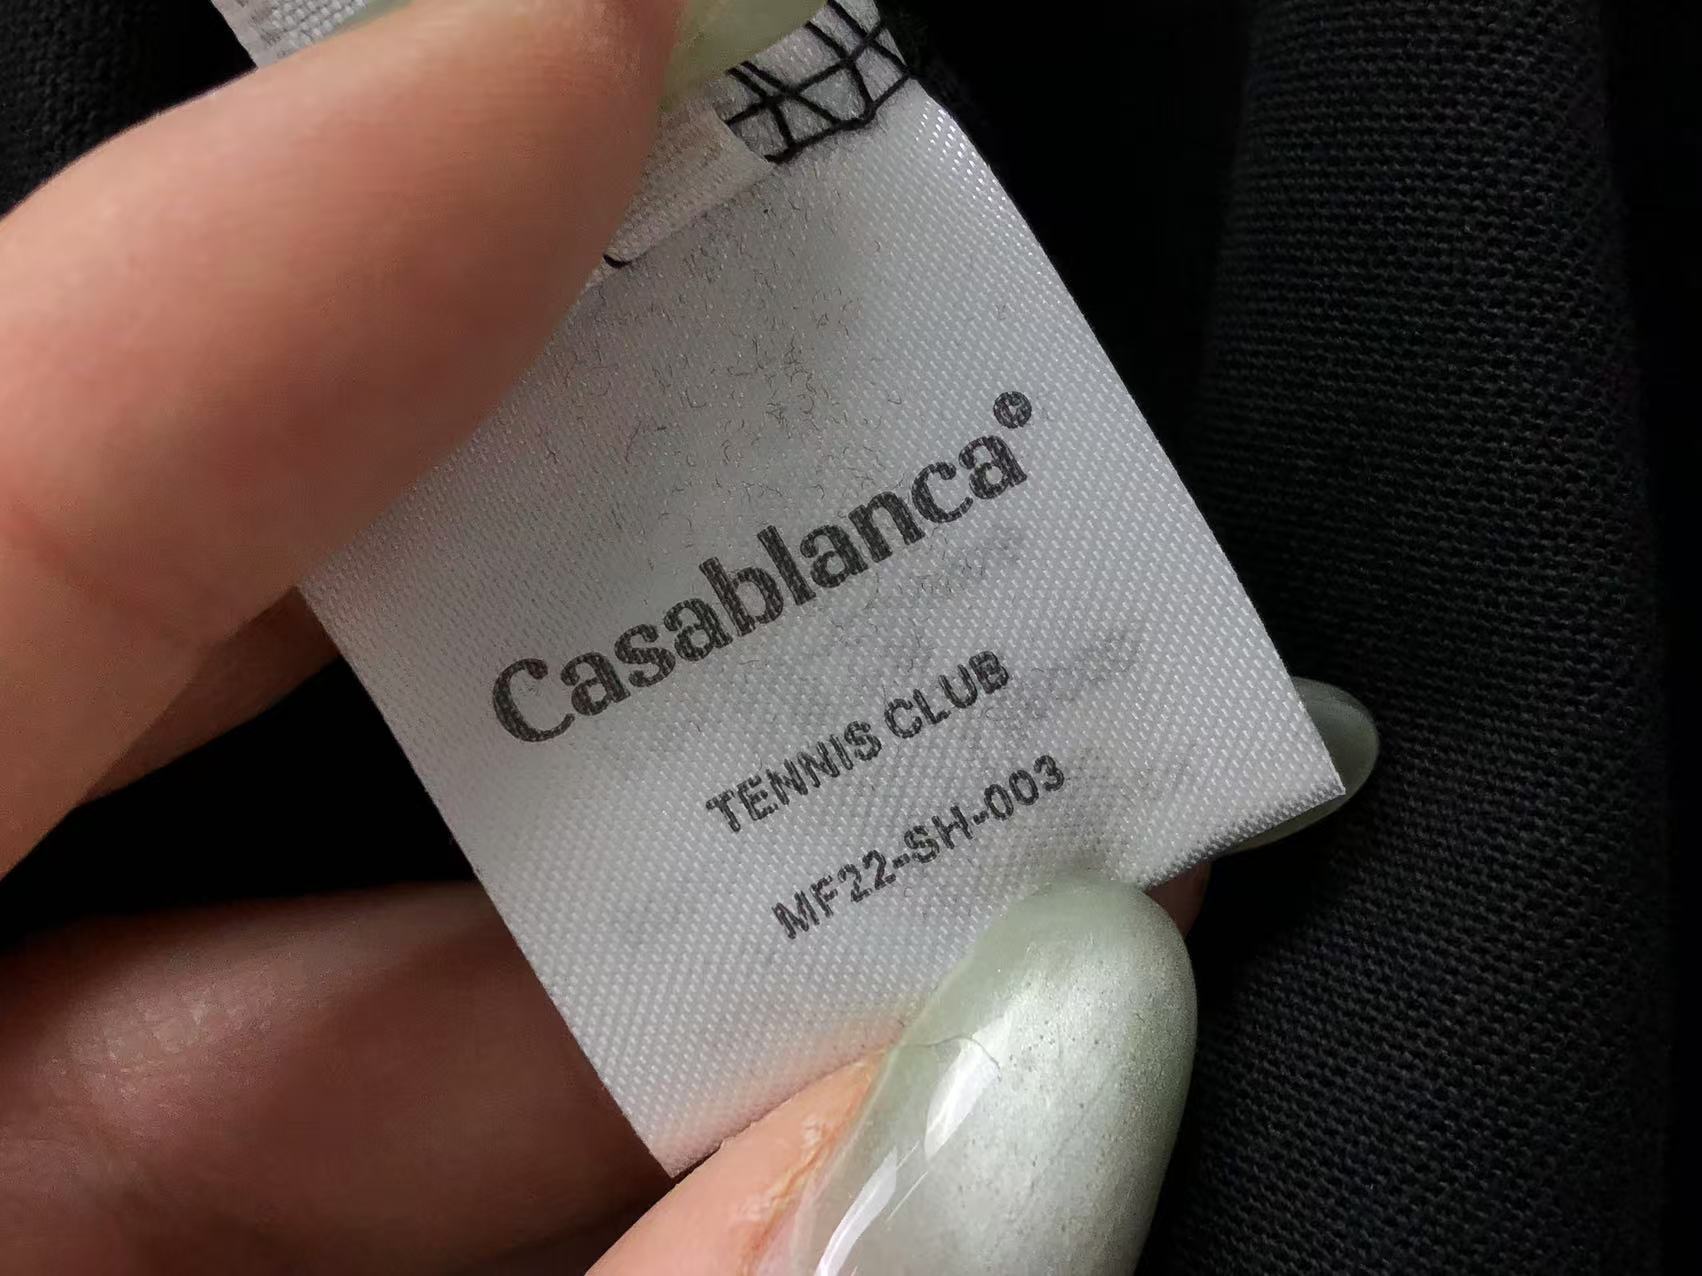 Casablanca©
TENNIS CLUB
MF22-SH-003